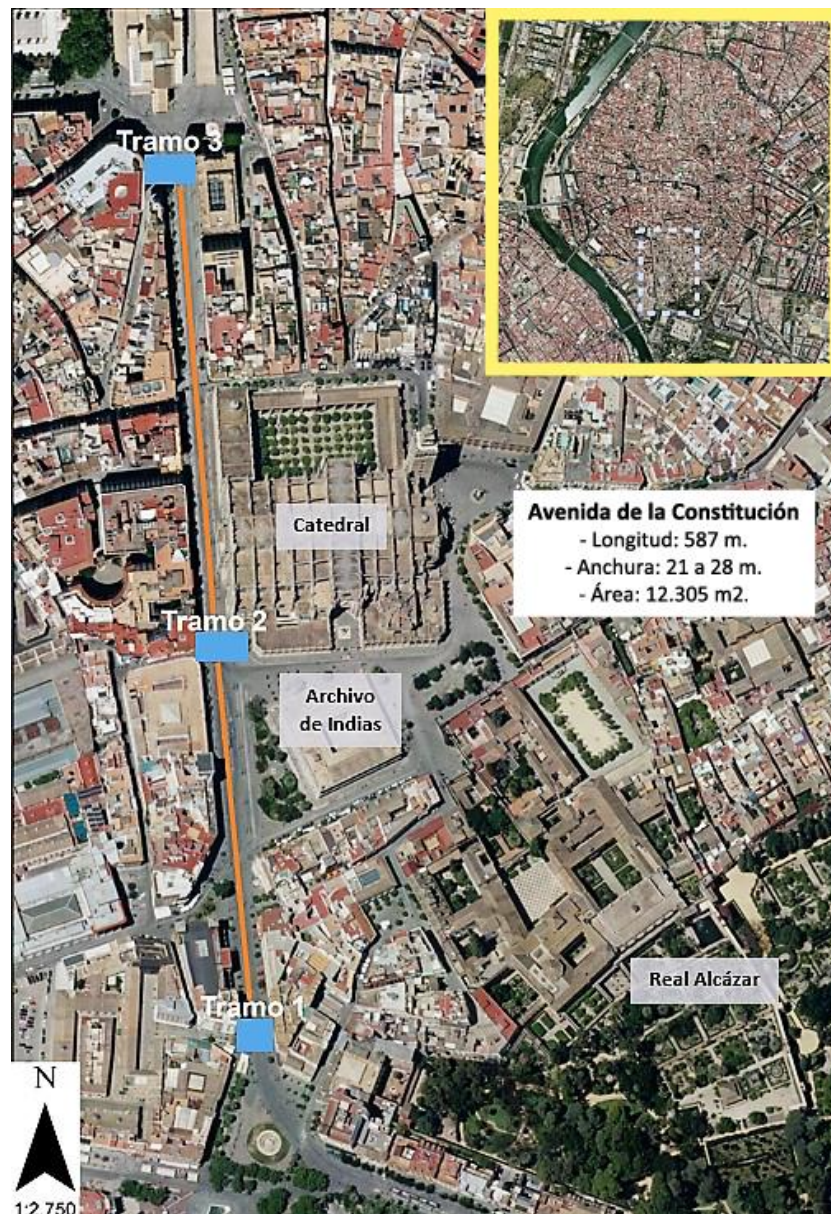 Tramo 3
Avenida de la Constitución
- Longitud: 587 m.
- Anchura: 21 a 28 m.
- Área: 12.305 m2.
Catedral
Tramo 2
Archivo
de Indias
Real Alcázar
Tramo 1
N
1:2.750